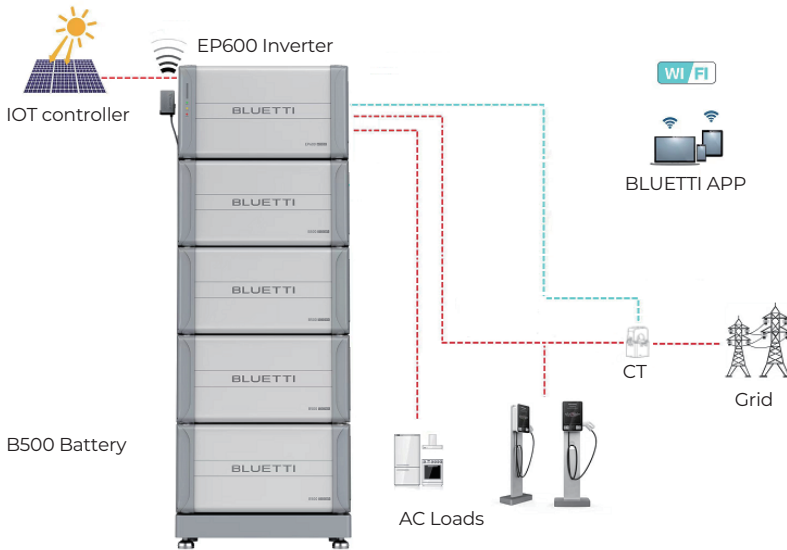 EP600 Inverter
WI FI
IOT controller
BLUETTI
BLUETTI APP
BLUETTI
BLUETTI
CT
Grid
BLUETTI
B500 Battery
BLUETTI
AC Loads